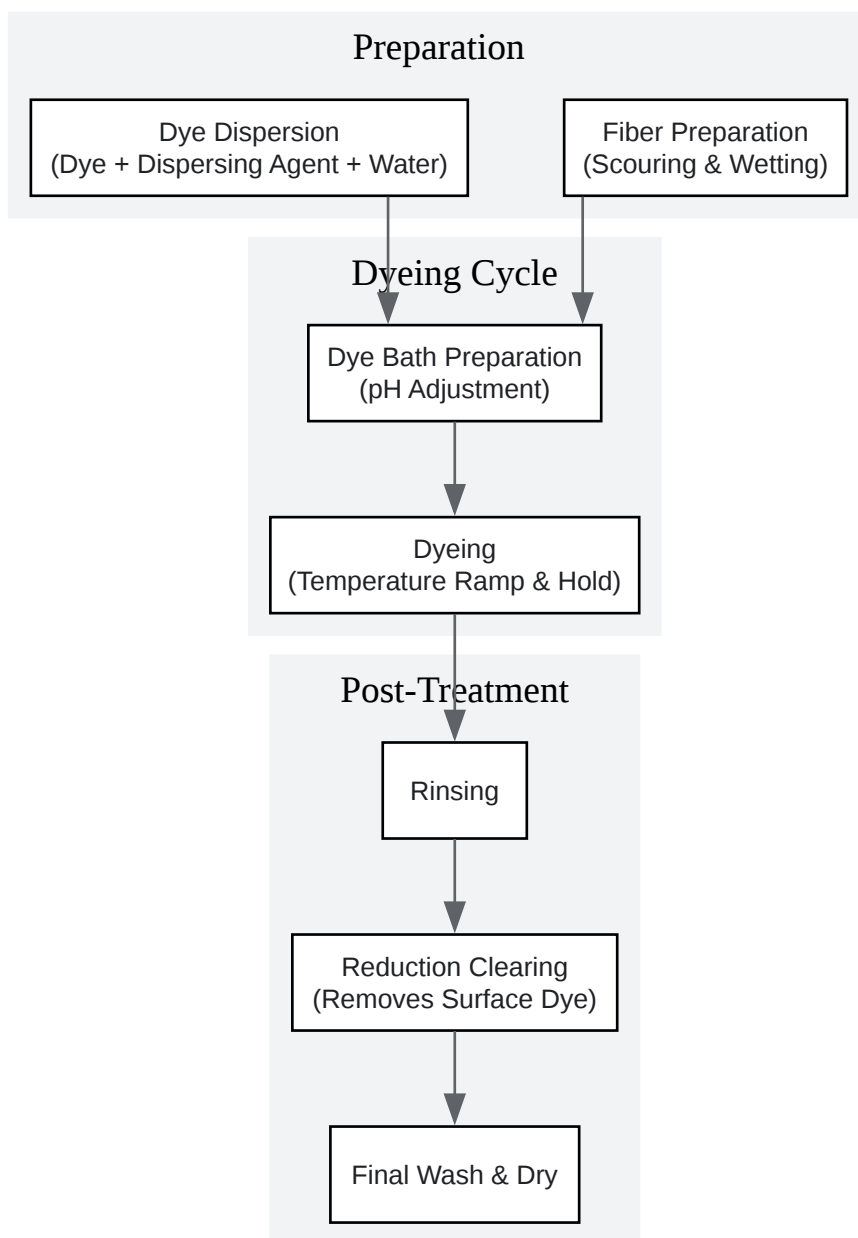 Preparation
Dye Dispersion
(Dye + Dispersing Agent + Water)
Fiber Preparation
(Scouring & Wetting)
Dyeing Cycle
Dye Bath Preparation
(pH Adjustment)
Dyeing
(Temperature Ramp & Hold)
Post-Treatment
Rinsing
Reduction Clearing
(Removes Surface Dye)
Final Wash & Dry